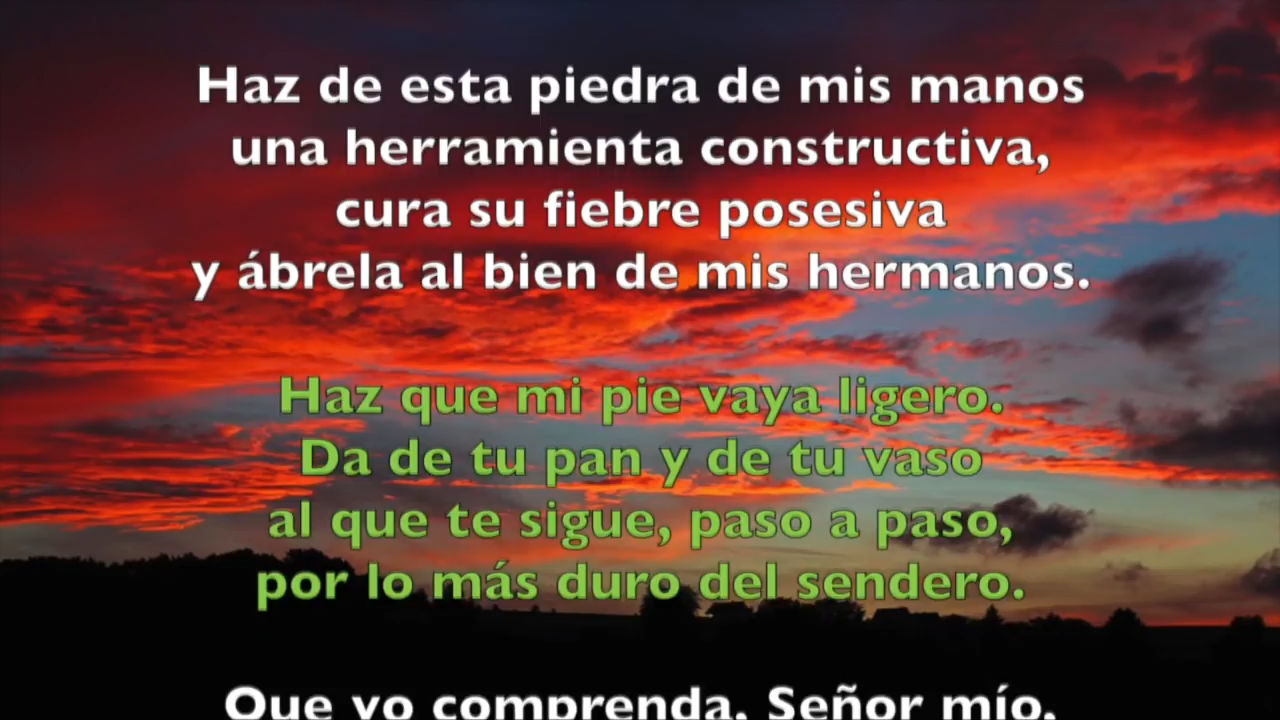 Haz de esta piedra de mis manos
una herramienta constructiva,
cura su fiebre posesiva
y ábrela al bien de mis hermanos.
Haz que mi pie vaya ligero.
Da de tu pan y de tu vaso
al que te sigue, paso a paso,
por lo más duro del sendero.
Que yo comprenda, Señor mío,